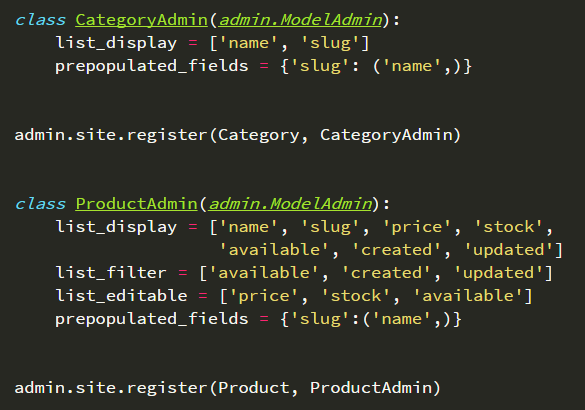 class CategoryAdmin(admin.ModelAdmin):
    list_display = ['name', 'slug']
    prepopulated_fields = {'slug': ('name',)}
admin.site.register(Category, CategoryAdmin)
class ProductAdmin(admin.ModelAdmin):
    list_display = ['name', 'slug', 'price', 'stock',
                    'available', 'created', 'updated']
    list_filter = ['available', 'created', 'updated']
    list_editable = ['price', 'stock', 'available']
    prepopulated_fields = {'slug':('name',)}
admin.site.register(Product, ProductAdmin)